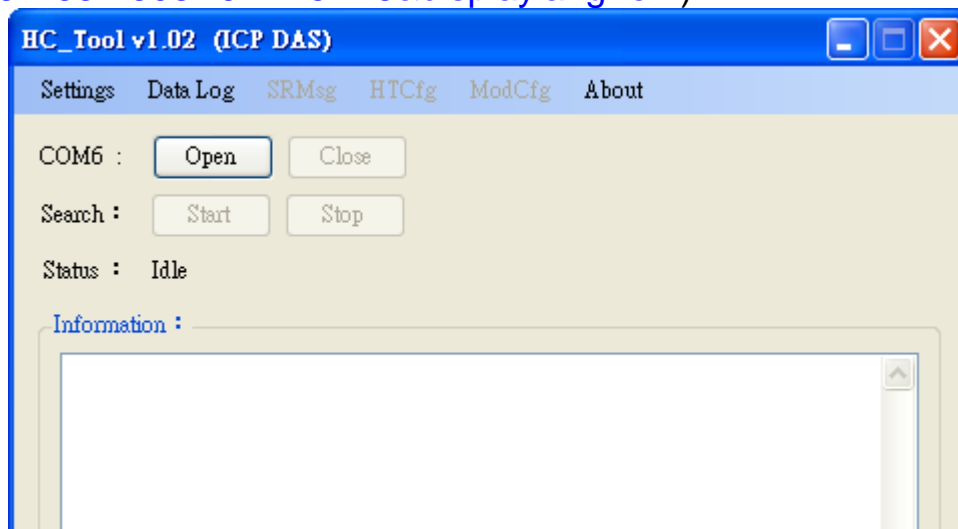 HC_Tool v1.02 (ICP DAS)
Settings Data Log SRMsg HTCfg ModCfg About
COM6 : Open Close
Search： Start Stop
Status ： Idle
Information：